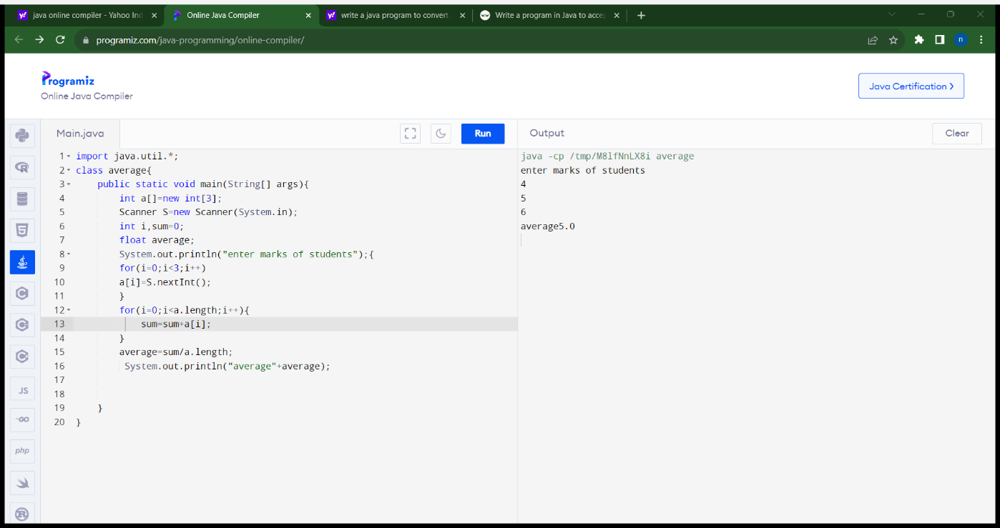 java online compiler - Yahoo Ind
Online Java Compiler
write a java program to convert
Write a program in Java to accep
programiz.com/java-programming/online-compiler/
n
Programiz
Online Java Compiler
Java Certification
Main.java
Run
Output
Clear
1 import java.util.*;
2 class average{
3 public static void main(String[] args){
4 int a[]=new int[3];
5 Scanner S=new Scanner(System.in);
6 int i,sum=0;
7 float average;
8 System.out.println("enter marks of students");{
9 for(i=0;i<3;i++)
10 a[i]=S.nextInt();
11 }
12 for(i=0;i<a.length;i++){
13 sum=sum+a[i];
14 }
15 average=sum/a.length;
16 System.out.println("average"+average);
17
18
19 }
20 }
java -cp /tmp/M8lfNnLX8i average
enter marks of students
4
5
6
average5.0
JS
GO
php